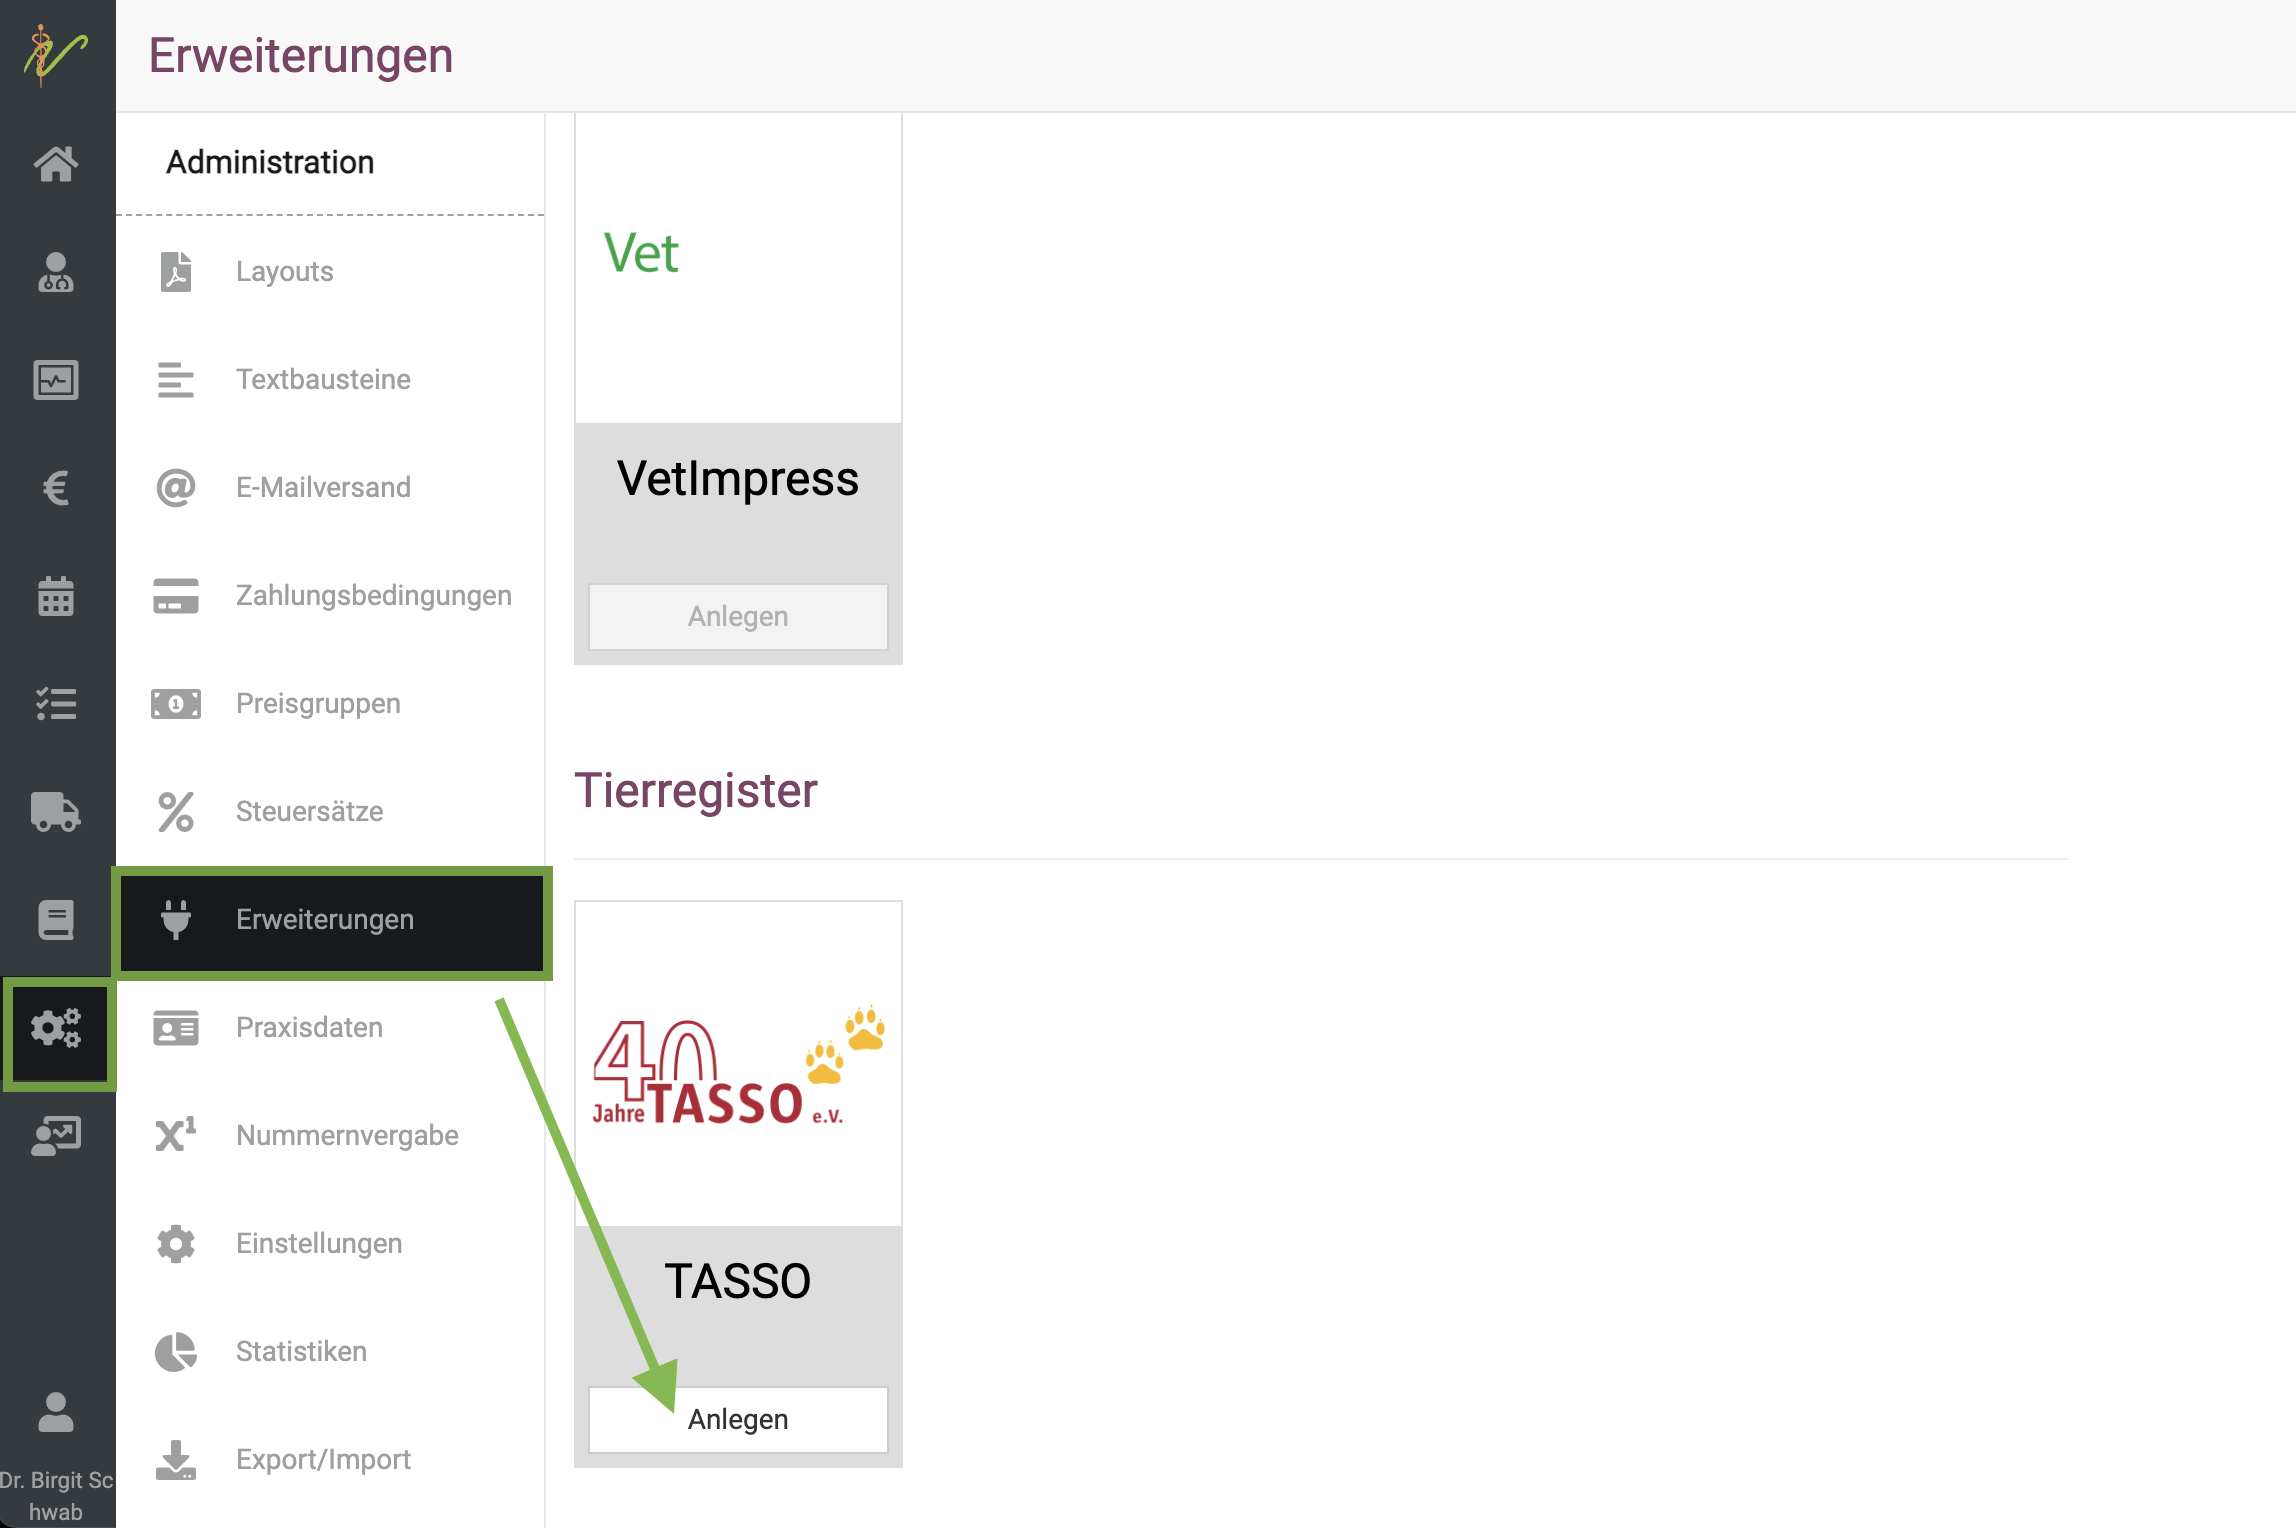 Erweiterungen
Administration
Layouts
Textbausteine
E-Mailversand
Zahlungsbedingungen
Preisgruppen
Steuersätze
Erweiterungen
Praxisdaten
Nummernvergabe
Einstellungen
Statistiken
Export/Import
Dr. Birgit Sc
hwab
Vet
VetImpress
Anlegen
Tierregister
40
Jahre TASSO e.V.
TASSO
Anlegen